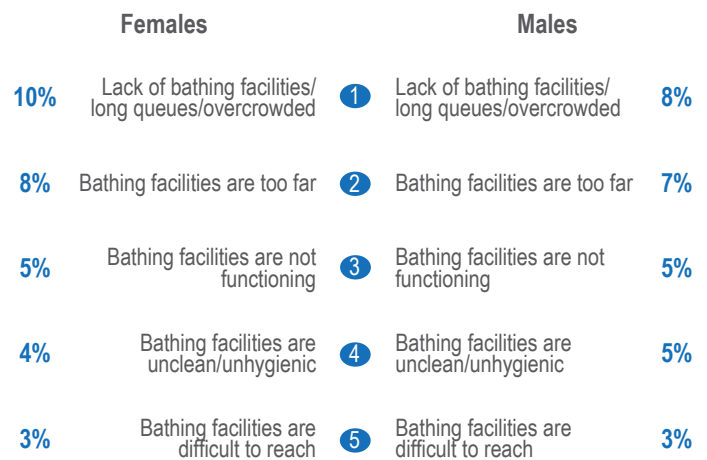 Females Males
10% Lack of bathing facilities/ long queues/overcrowded 1 Lack of bathing facilities/ long queues/overcrowded 8%
8% Bathing facilities are too far 2 Bathing facilities are too far 7%
5% Bathing facilities are not functioning 3 Bathing facilities are not functioning 5%
4% Bathing facilities are unclean/unhygienic 4 Bathing facilities are unclean/unhygienic 5%
3% Bathing facilities are difficult to reach 5 Bathing facilities are difficult to reach 3%